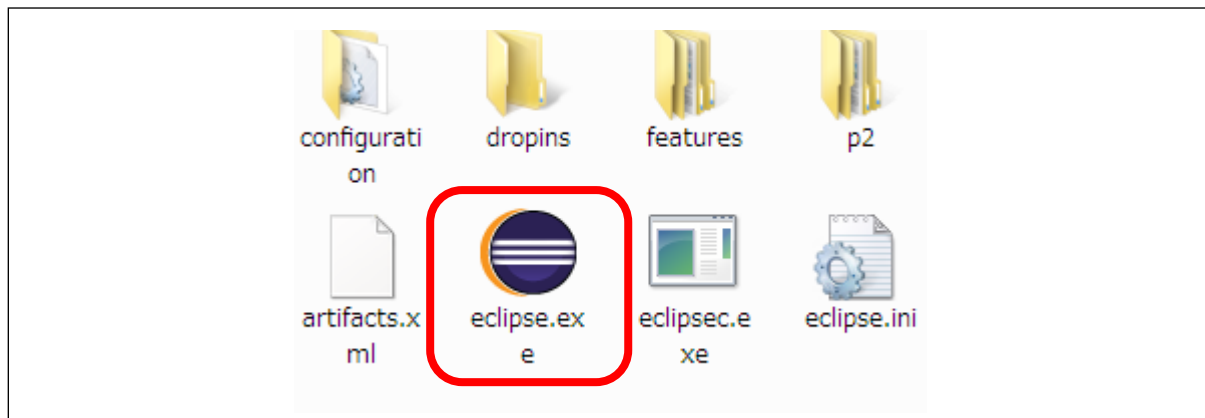 configurati
on
dropins
features
p2
artifacts.x
ml
eclipse.ex
e
eclipsec.e
xe
eclipse.ini